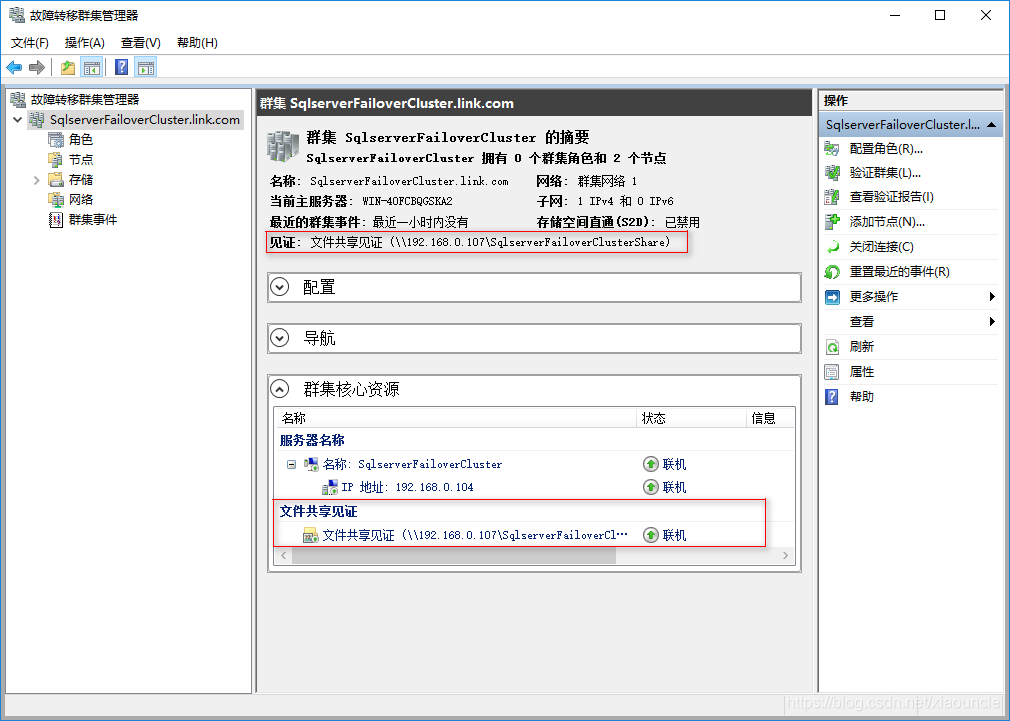 故障转移群集管理器
文件(F) 操作(A) 查看(V) 帮助(H)
故障转移群集管理器
SqlserverFailoverCluster.link.com
角色
节点
存储
网络
群集事件
群集 SqlserverFailoverCluster.link.com
群集 SqlserverFailoverCluster 的摘要
SqlserverFailoverCluster 拥有 0 个群集角色和 2 个节点
名称: SqlserverFailoverCluster.link.com 网络: 群集网络 1
当前主服务器: WIN-40FCBQGSKA2 子网: 1 IPv4 和 0 IPv6
最近的群集事件: 最近一小时内没有 存储空间直通(S2D): 已禁用
见证: 文件共享见证 (\\192.168.0.107\SqlserverFailoverClusterShare)
配置
导航
群集核心资源
名称 状态 信息
服务器名称
名称: SqlserverFailoverCluster 联机
IP 地址: 192.168.0.104 联机
文件共享见证
文件共享见证 (\\192.168.0.107\SqlserverFailoverCl... 联机
操作
SqlserverFailoverCluster.l...
配置角色(R)...
验证群集(L)...
查看验证报告(I)
添加节点(N)...
关闭连接(C)
重置最近的事件(R)
更多操作
查看
刷新
属性
帮助
https://blog.csdn.net/xiaouncle